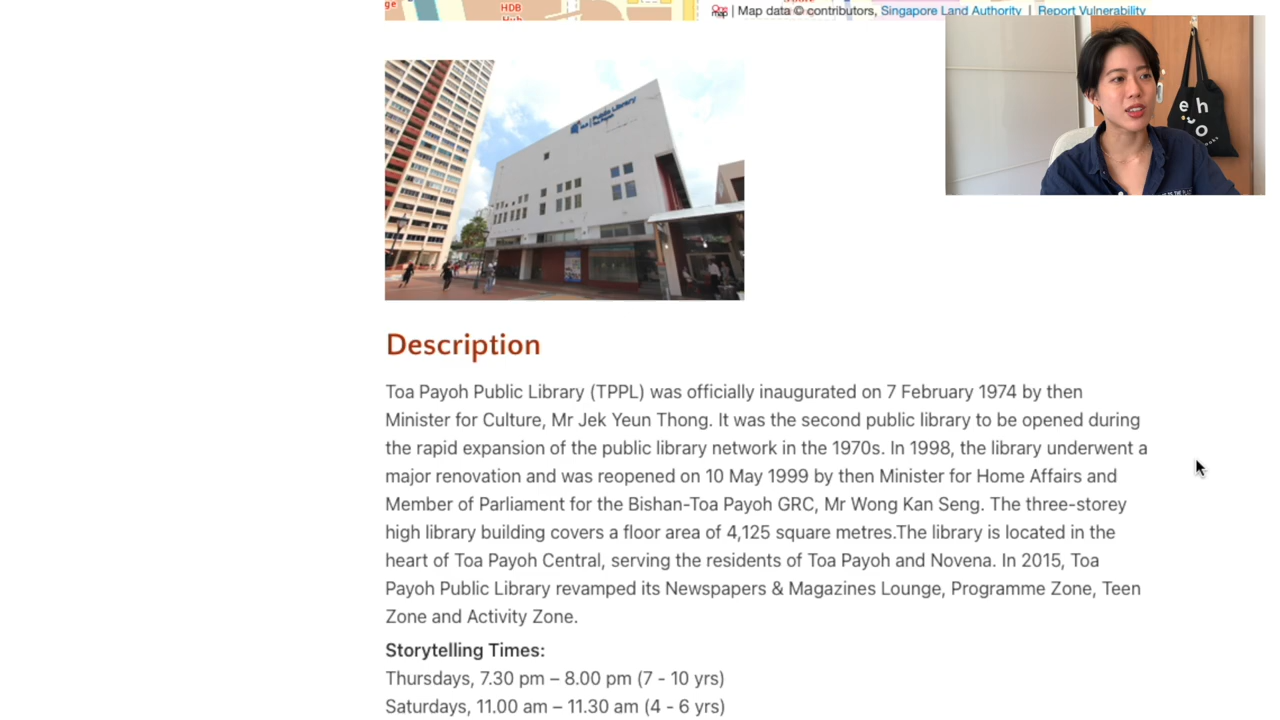 ge
HDB
Hub
| Map data © contributors, Singapore Land Authority | Report Vulnerability
Public Library
e h
o
Description
Toa Payoh Public Library (TPPL) was officially inaugurated on 7 February 1974 by then
Minister for Culture, Mr Jek Yeun Thong. It was the second public library to be opened during
the rapid expansion of the public library network in the 1970s. In 1998, the library underwent a
major renovation and was reopened on 10 May 1999 by then Minister for Home Affairs and
Member of Parliament for the Bishan-Toa Payoh GRC, Mr Wong Kan Seng. The three-storey
high library building covers a floor area of 4,125 square metres.The library is located in the
heart of Toa Payoh Central, serving the residents of Toa Payoh and Novena. In 2015, Toa
Payoh Public Library revamped its Newspapers & Magazines Lounge, Programme Zone, Teen
Zone and Activity Zone.
Storytelling Times:
Thursdays, 7.30 pm – 8.00 pm (7 - 10 yrs)
Saturdays, 11.00 am – 11.30 am (4 - 6 yrs)